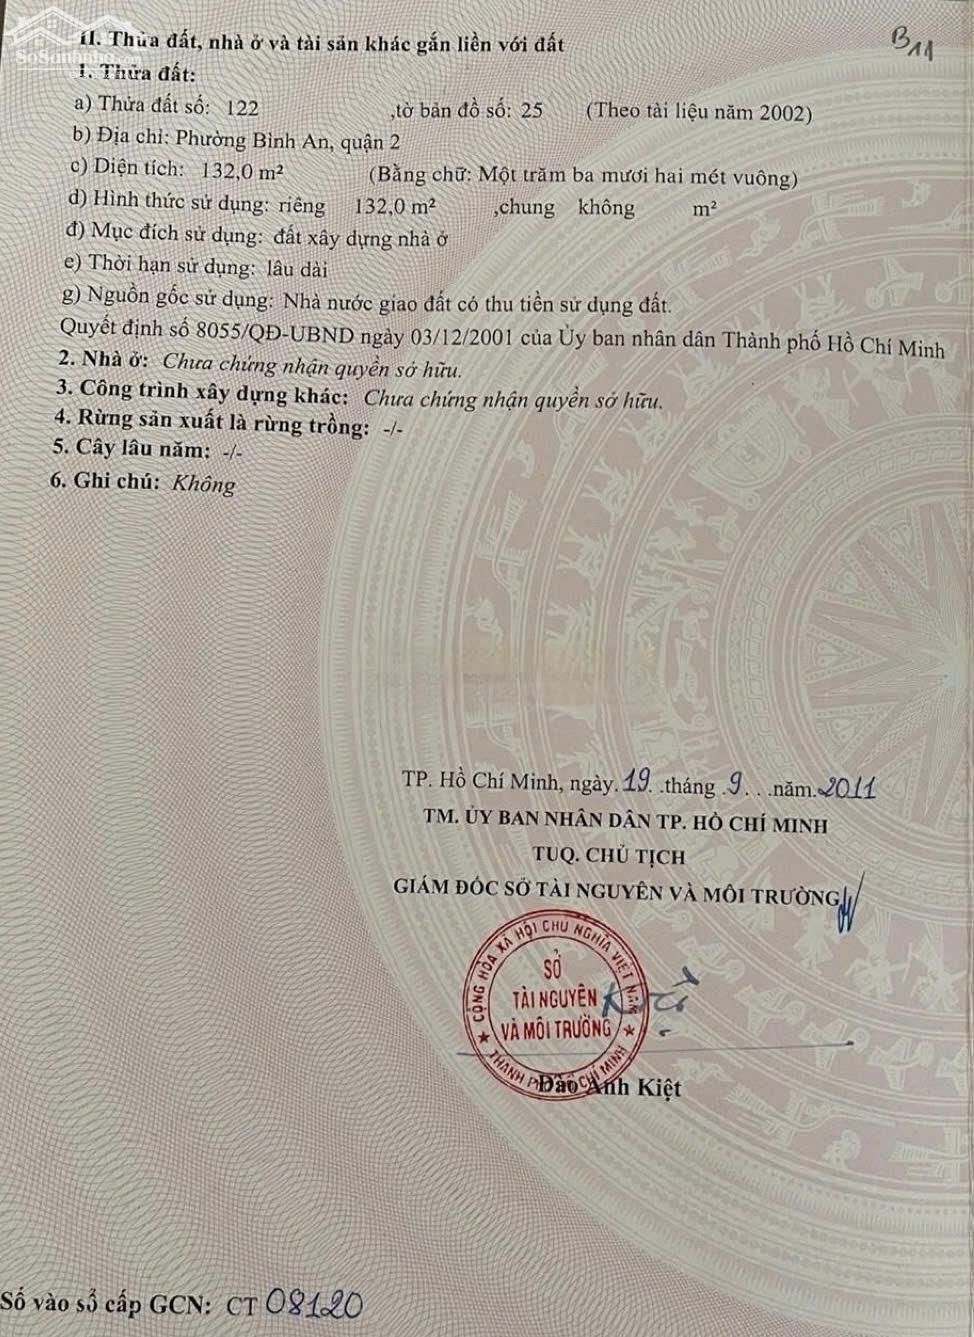 B11
II. Thửa đất, nhà ở và tài sản khác gắn liền với đất
1. Thửa đất:
a) Thửa đất số: 122 ,tờ bản đồ số: 25 (Theo tài liệu năm 2002)
b) Địa chỉ: Phường Bình An, quận 2
c) Diện tích: 132,0 m² (Bằng chữ: Một trăm ba mươi hai mét vuông)
d) Hình thức sử dụng: riêng 132,0 m² ,chung không m²
đ) Mục đích sử dụng: đất xây dựng nhà ở
e) Thời hạn sử dụng: lâu dài
g) Nguồn gốc sử dụng: Nhà nước giao đất có thu tiền sử dụng đất.
Quyết định số 8055/QĐ-UBND ngày 03/12/2001 của Ủy ban nhân dân Thành phố Hồ Chí Minh
2. Nhà ở: Chưa chứng nhận quyền sở hữu.
3. Công trình xây dựng khác: Chưa chứng nhận quyền sở hữu.
4. Rừng sản xuất là rừng trồng: -/-
5. Cây lâu năm: -/-
6. Ghi chú: Không
TP. Hồ Chí Minh, ngày.19. .tháng .9. . .năm.2011
TM. ỦY BAN NHÂN DÂN TP. HỒ CHÍ MINH
TUQ. CHỦ TỊCH
GIÁM ĐỐC SỞ TÀI NGUYÊN VÀ MÔI TRƯỜNG
CỘNG HÒA XÃ HỘI CHỦ NGHĨA VIỆT NAM
SỞ
TÀI NGUYÊN
VÀ MÔI TRƯỜNG
THÀNH PHỐ HỒ CHÍ MINH
Đào Anh Kiệt
Số vào sổ cấp GCN: CT 08120